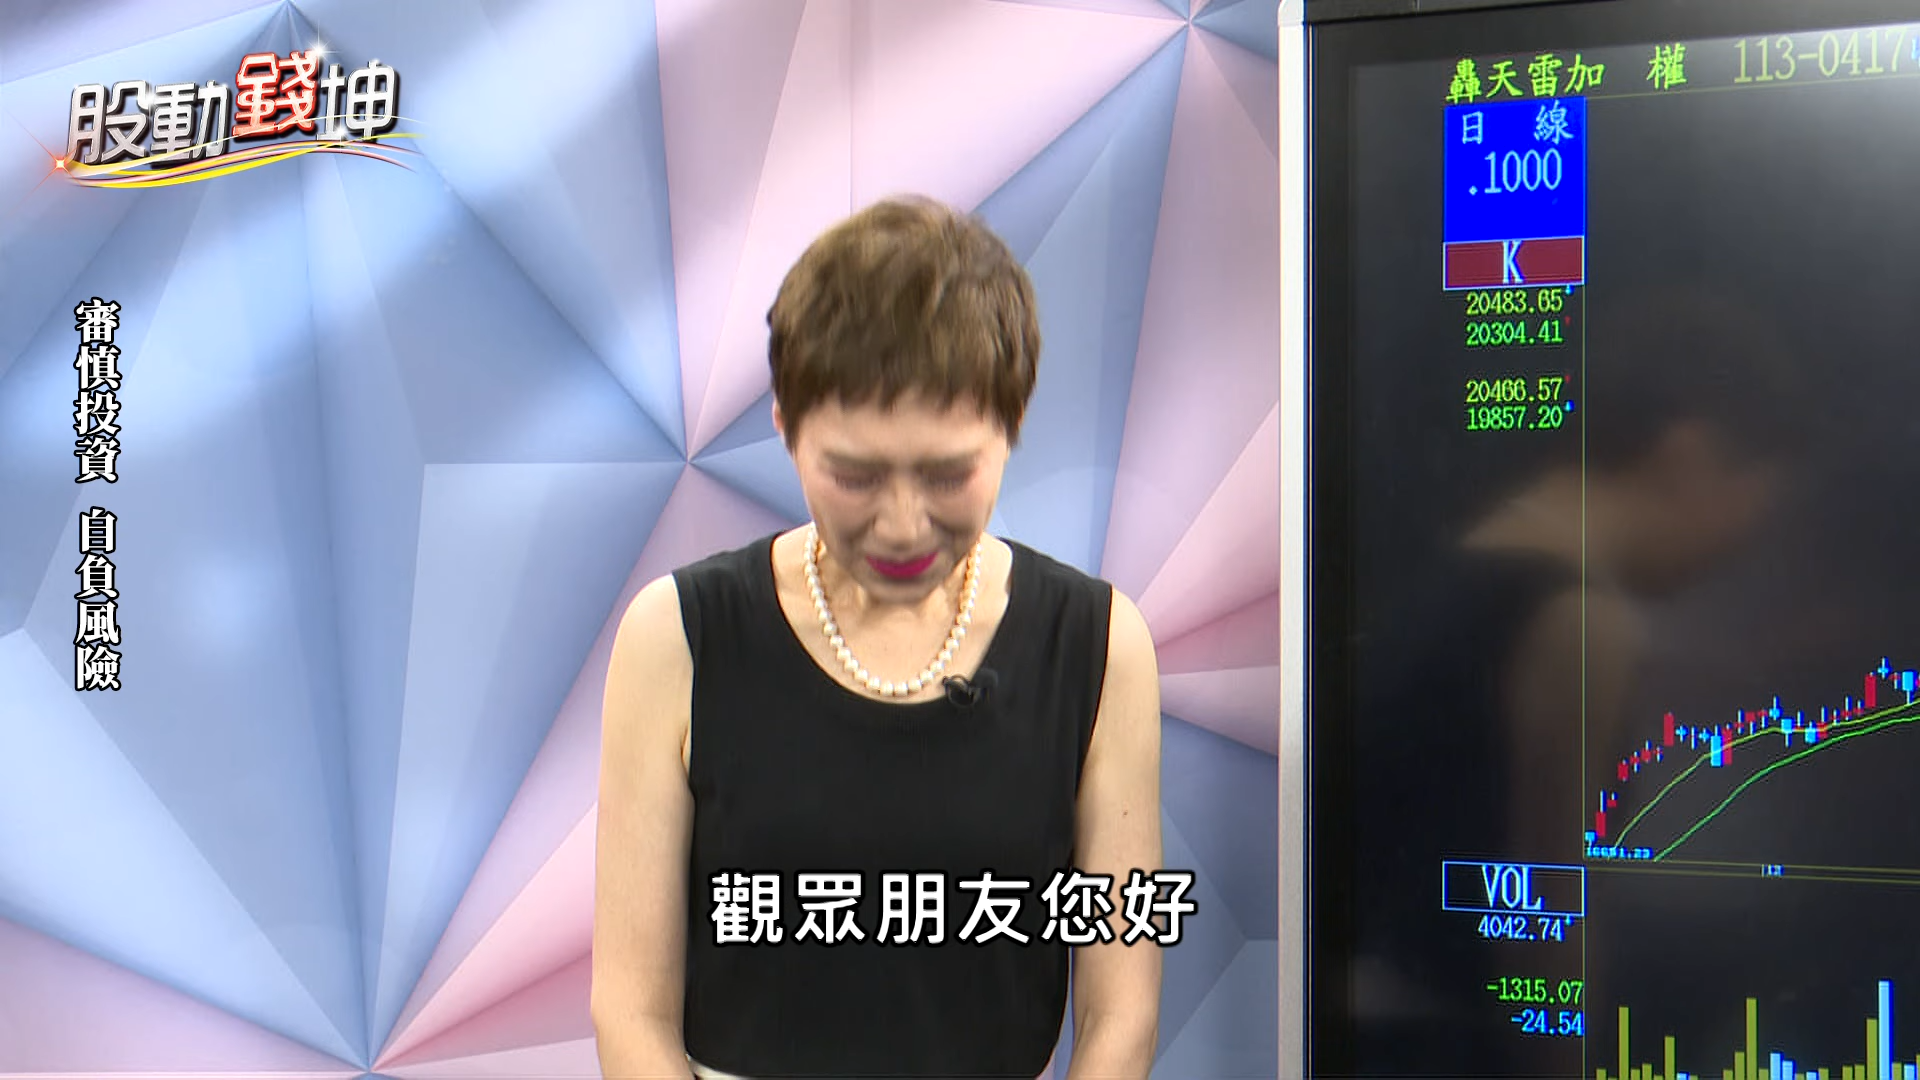 股動錢坤
審慎投資 自負風險
轟天雷加 權 113-0417
日 線
.1000
K
20483.65
20304.41
20466.57
19857.20
12
VOL
4042.74
-1315.07
-24.54
觀眾朋友您好